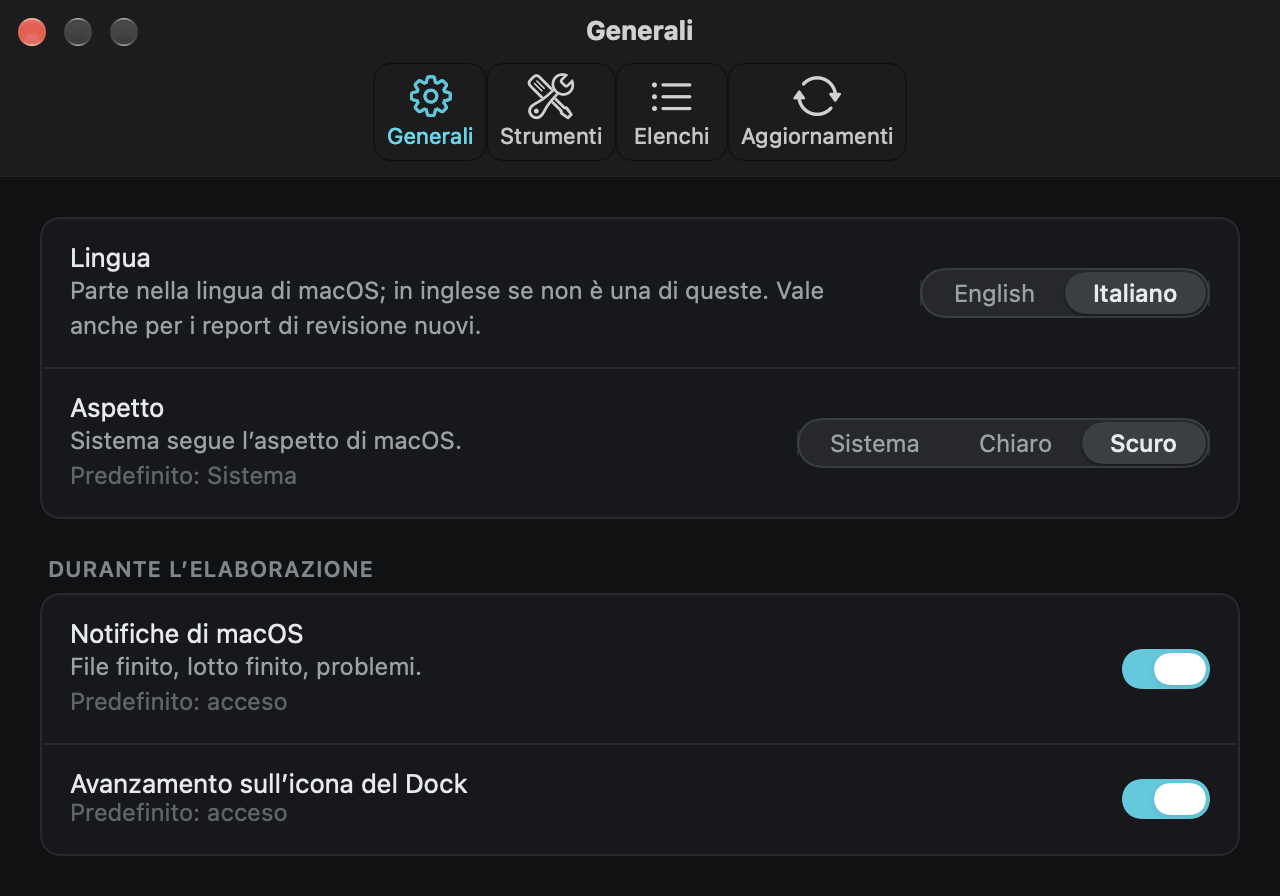 Generali
Generali
Strumenti
Elenchi
Aggiornamenti
Lingua
Parte nella lingua di macOS; in inglese se non è una di queste. Vale
anche per i report di revisione nuovi.
English
Italiano
Aspetto
Sistema segue l’aspetto di macOS.
Predefinito: Sistema
Sistema
Chiaro
Scuro
DURANTE L’ELABORAZIONE
Notifiche di macOS
File finito, lotto finito, problemi.
Predefinito: acceso
Avanzamento sull’icona del Dock
Predefinito: acceso